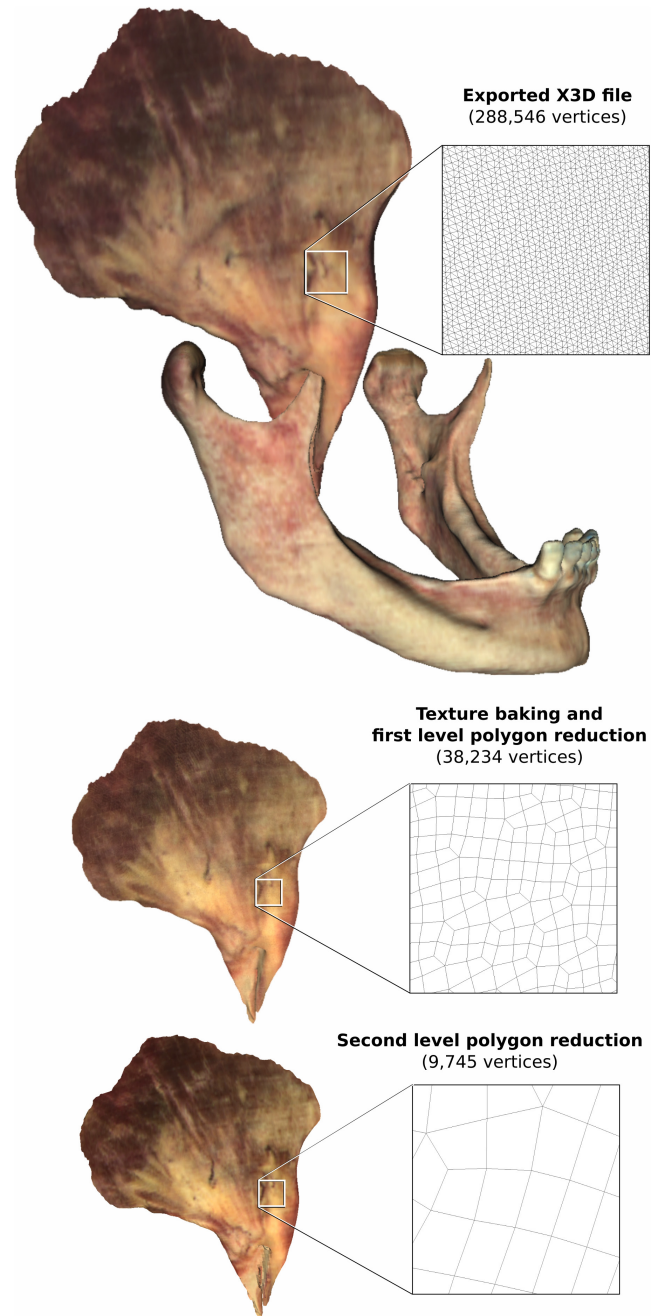 Exported X3D file
(288,546 vertices)
Texture baking and
first level polygon reduction
(38,234 vertices)
Second level polygon reduction
(9,745 vertices)